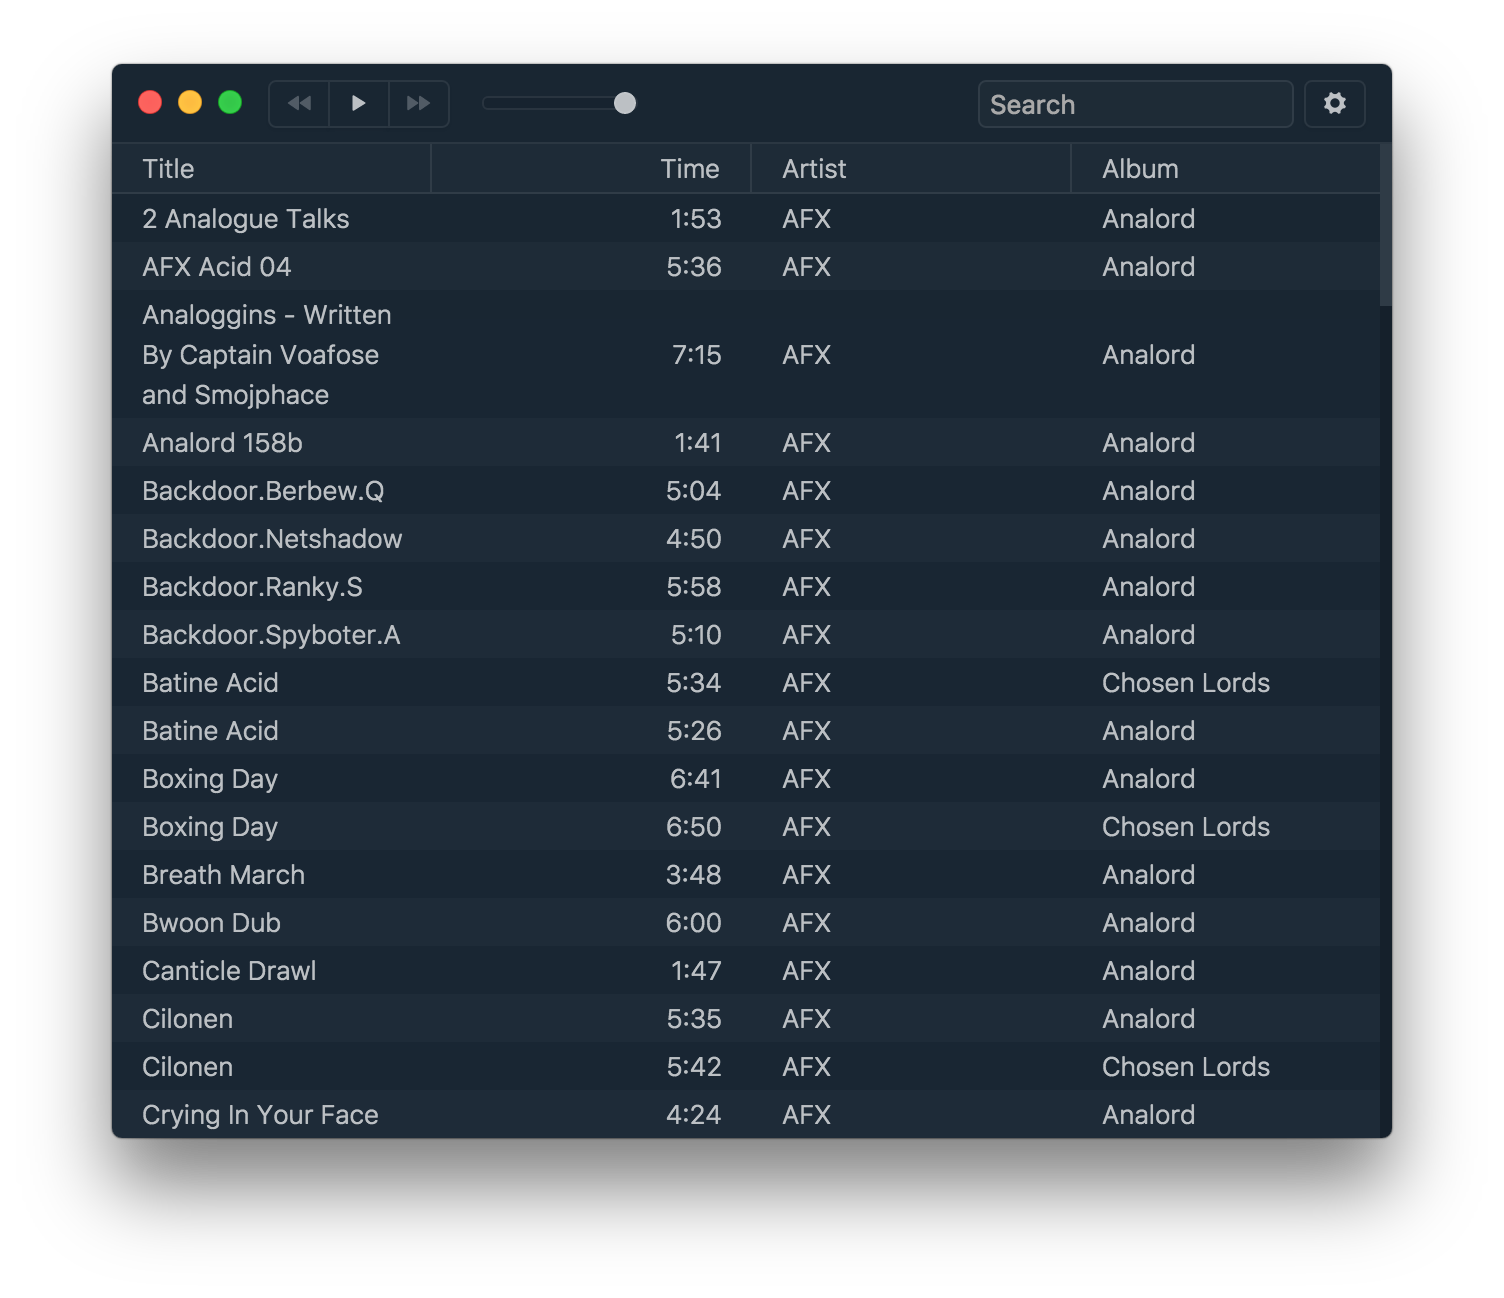 Search
Title Time Artist Album
2 Analogue Talks 1:53 AFX Analord
AFX Acid 04 5:36 AFX Analord
Analoggins - Written
By Captain Voafose 7:15 AFX Analord
and Smojphace
Analord 158b 1:41 AFX Analord
Backdoor.Berbew.Q 5:04 AFX Analord
Backdoor.Netshadow 4:50 AFX Analord
Backdoor.Ranky.S 5:58 AFX Analord
Backdoor.Spyboter.A 5:10 AFX Analord
Batine Acid 5:34 AFX Chosen Lords
Batine Acid 5:26 AFX Analord
Boxing Day 6:41 AFX Analord
Boxing Day 6:50 AFX Chosen Lords
Breath March 3:48 AFX Analord
Bwoon Dub 6:00 AFX Analord
Canticle Drawl 1:47 AFX Analord
Cilonen 5:35 AFX Analord
Cilonen 5:42 AFX Chosen Lords
Crying In Your Face 4:24 AFX Analord